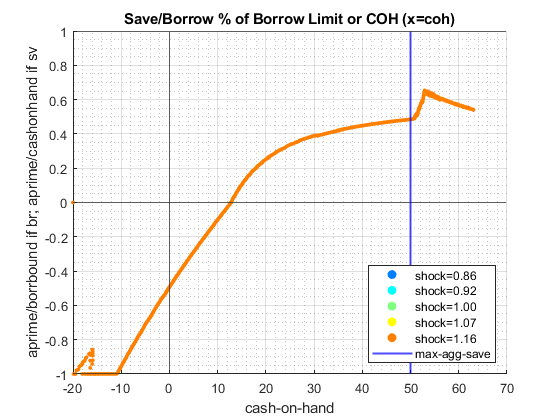 Save/Borrow % of Borrow Limit or COH (x=coh)
aprime/borrbound if br; aprime/cashonhand if sv
1
0.8
0.6
0.4
0.2
0
-0.2
-0.4
-0.6
-0.8
-1
-20 -10 0 10 20 30 40 50 60 70
cash-on-hand
shock=0.86
shock=0.92
shock=1.00
shock=1.07
shock=1.16
max-agg-save